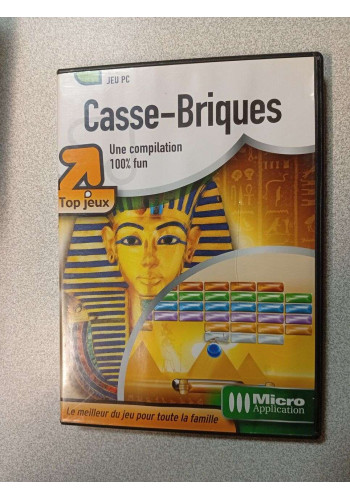 JEU PC
Casse-Briques
Une compilation
100% fun
Top jeux
Micro
Application
Le meilleur du jeu pour toute la famille